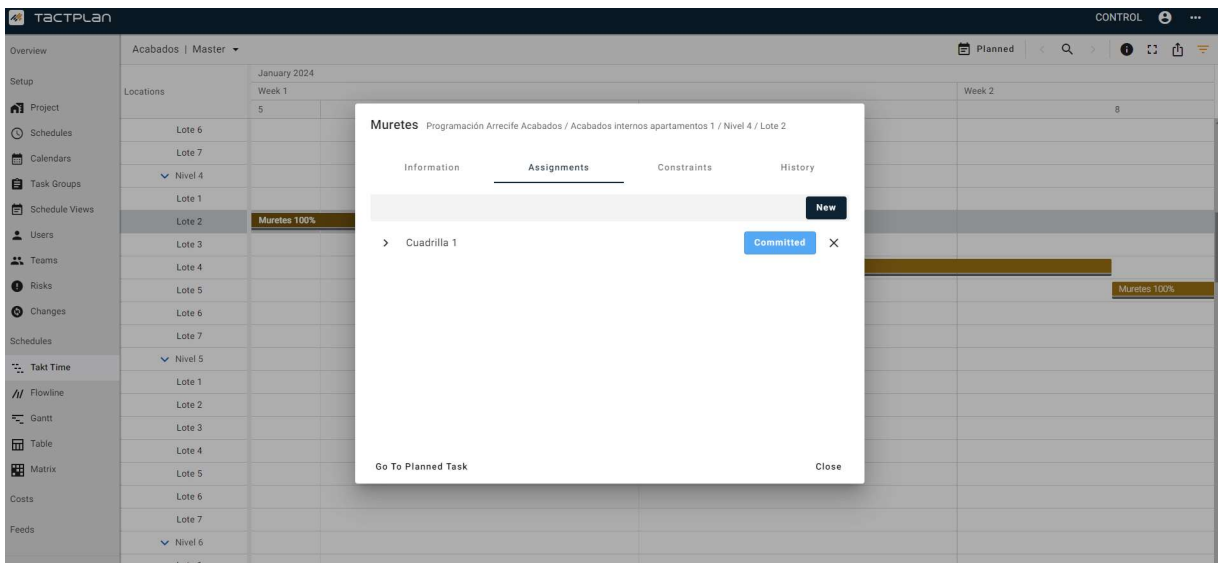 TACTPLAN
CONTROL
Overview
Setup
Project
Schedules
Calendars
Task Groups
Schedule Views
Users
Teams
Risks
Changes
Schedules
Takt Time
Flowline
Gantt
Table
Matrix
Costs
Feeds
Acabados | Master
Planned
Locations
January 2024
Week 1
Week 2
5
8
Lote 6
Lote 7
Nivel 4
Lote 1
Lote 2
Muretes 100%
Lote 3
Lote 4
Lote 5
Muretes 100%
Lote 6
Lote 7
Nivel 5
Lote 1
Lote 2
Lote 3
Lote 4
Lote 5
Lote 6
Lote 7
Nivel 6
Muretes Programación Arrecife Acabados / Acabados internos apartamentos 1 / Nivel 4 / Lote 2
Information Assignments Constraints History
New
Cuadrilla 1 Committed
Go To Planned Task Close